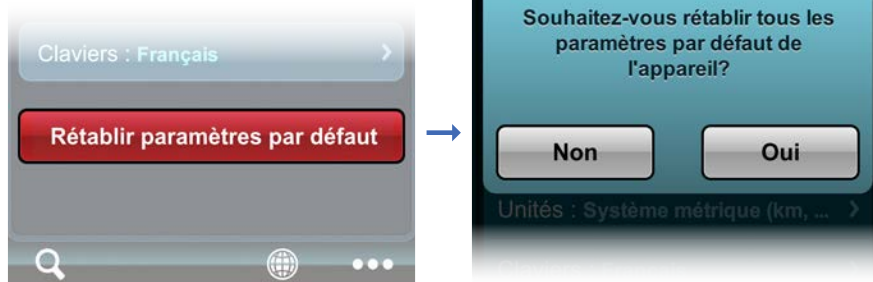 Claviers : Français
Rétablir paramètres par défaut
Souhaitez-vous rétablir tous les
paramètres par défaut de
l'appareil?
Non
Oui
Unités : Système métrique (km, ...